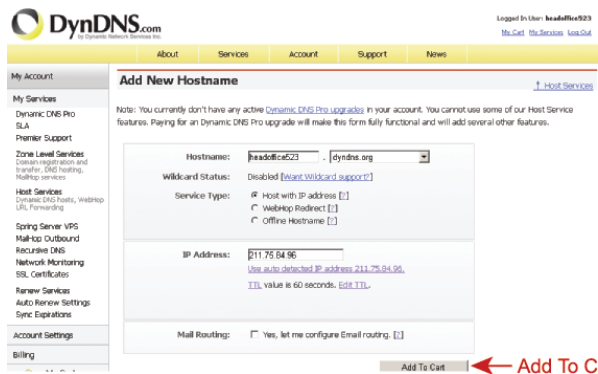 DynDNS.com
by Dynamic Network Services Inc.
Logged In User: headoffice523
My Cart My Services Log Out
About Services Account Support News
My Account
My Services
Dynamic DNS Pro
SLA
Premier Support
Zone Level Services
Domain registration and
transfer, DNS hosting,
MailHop services
Host Services
Dynamic DNS hosts, WebHop
URL Forwarding
Spring Server VPS
MailHop Outbound
Recursive DNS
Network Monitoring
SSL Certificates
Renew Services
Auto Renew Settings
Sync Expirations
Account Settings
Billing
Add New Hostname
↑ Host Services
Note: You currently don't have any active Dynamic DNS Pro upgrades in your account. You cannot use some of our Host Service
features. Paying for an Dynamic DNS Pro upgrade will make this form fully functional and will add
several other features.
Hostname: headoffice523 . dyndns.org
Wildcard Status: Disabled [Want Wildcard support?]
Service Type: Host with IP address [?]
WebHop Redirect [?]
Offline Hostname [?]
IP Address: 211.75.84.96
Use auto detected IP address 211.75.84.96.
TTL value is 60 seconds. Edit TTL.
Mail Routing: Yes, let me configure Email routing. [?]
Add To Cart
Add To C